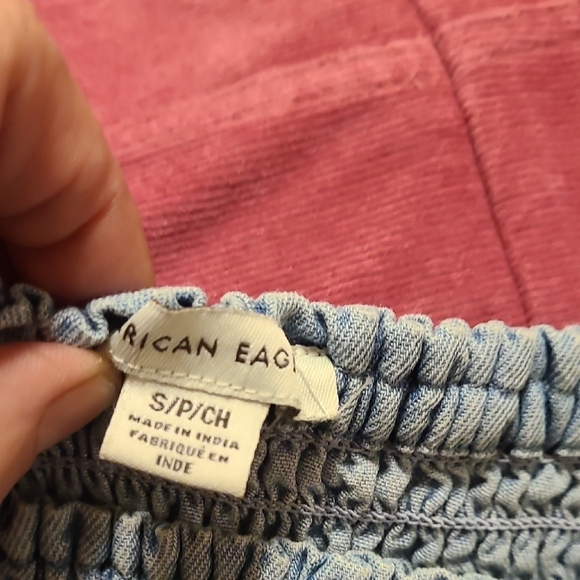 RICAN EAG
S/P/CH
MADE IN INDIA
FABRIQUÉ EN
INDE